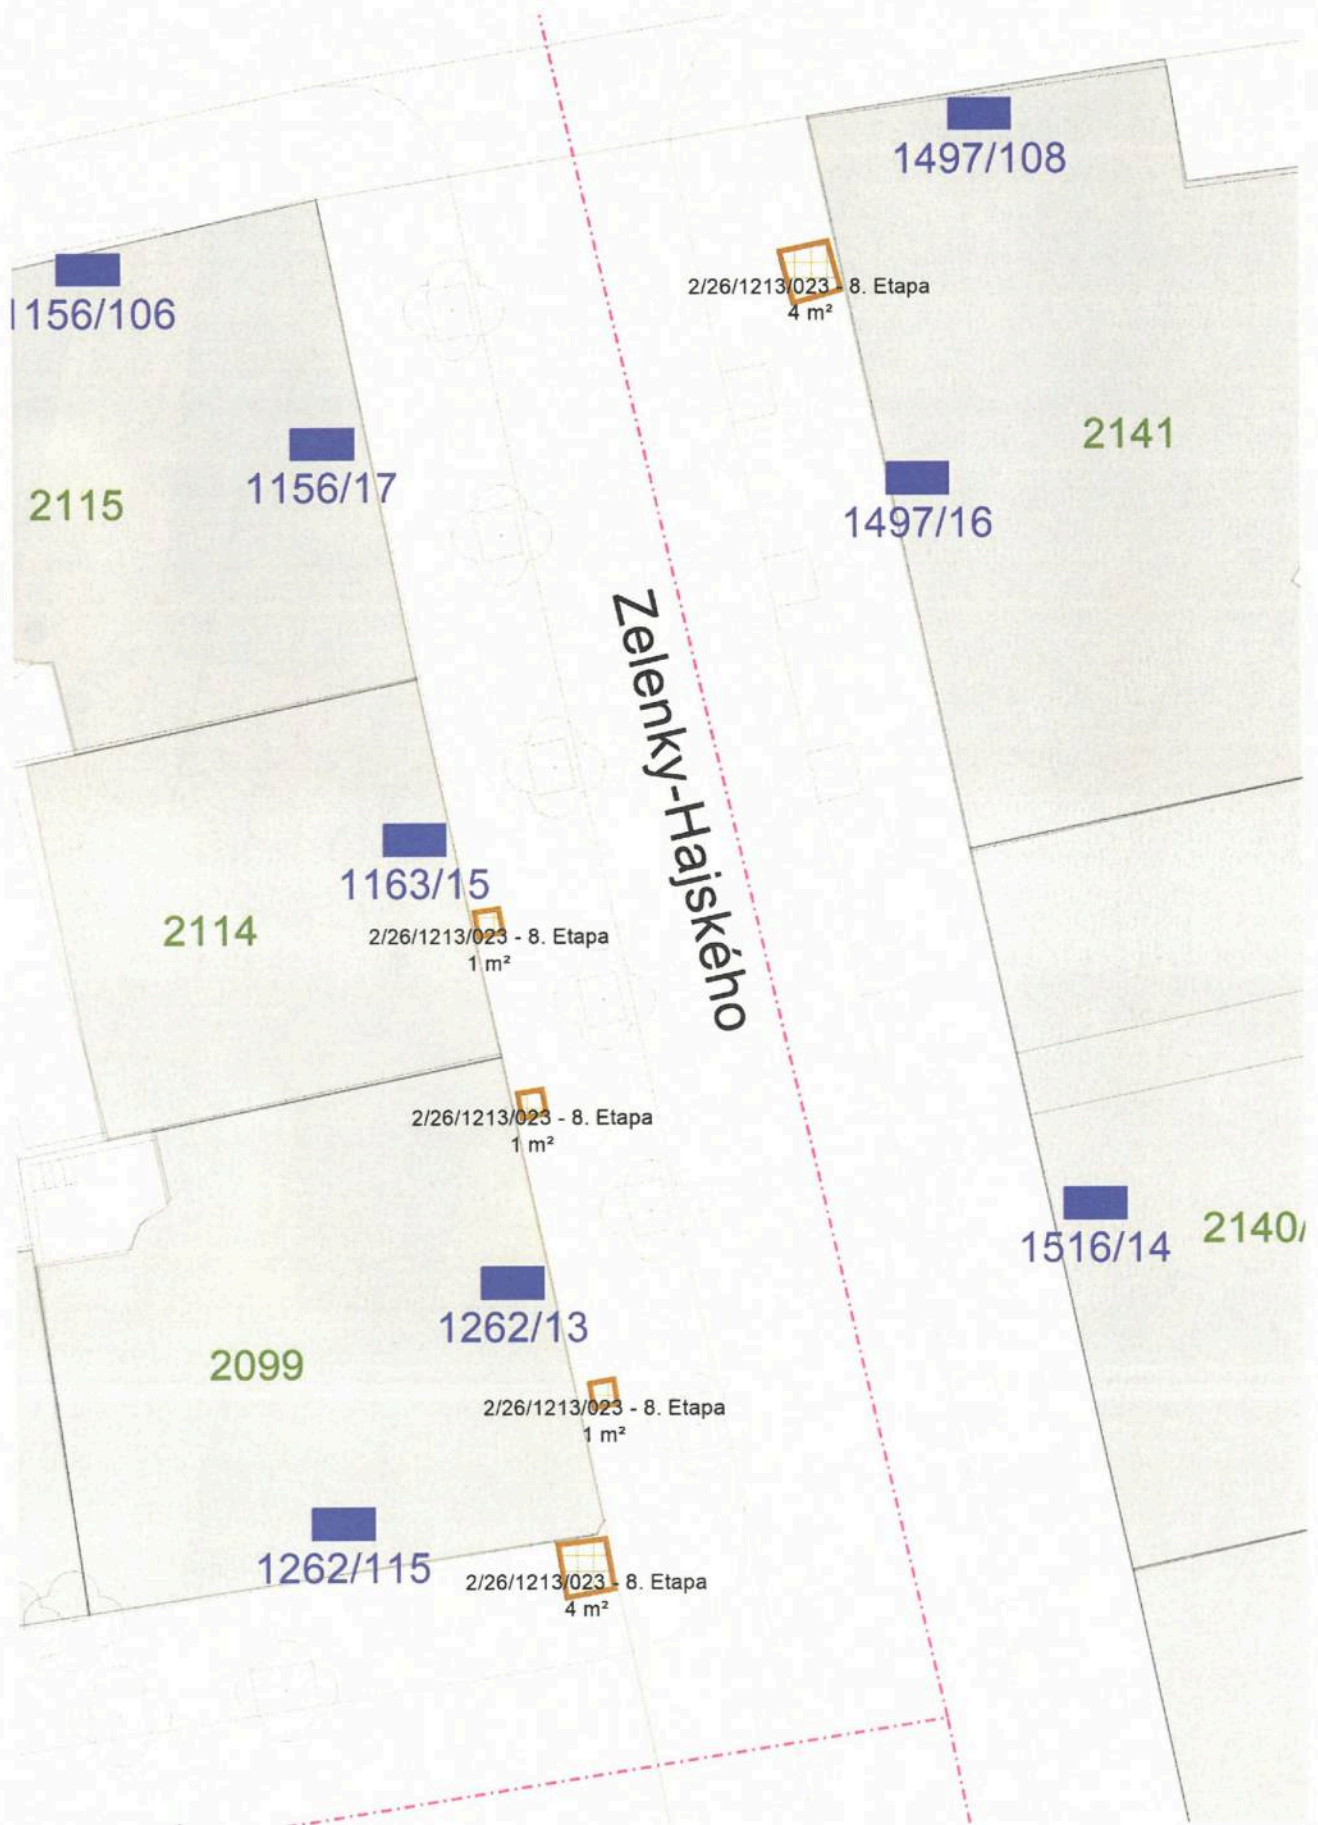 1497/108
2/26/1213/023 - 8. Etapa
4 m²
1156/106
2141
1156/17
2115
1497/16
Zelenky-Hajského
1163/15
2114
2/26/1213/023 - 8. Etapa
1 m²
2/26/1213/023 - 8. Etapa
1 m²
1516/14
2140/
1262/13
2099
2/26/1213/023 - 8. Etapa
1 m²
1262/115
2/26/1213/023 - 8. Etapa
4 m²